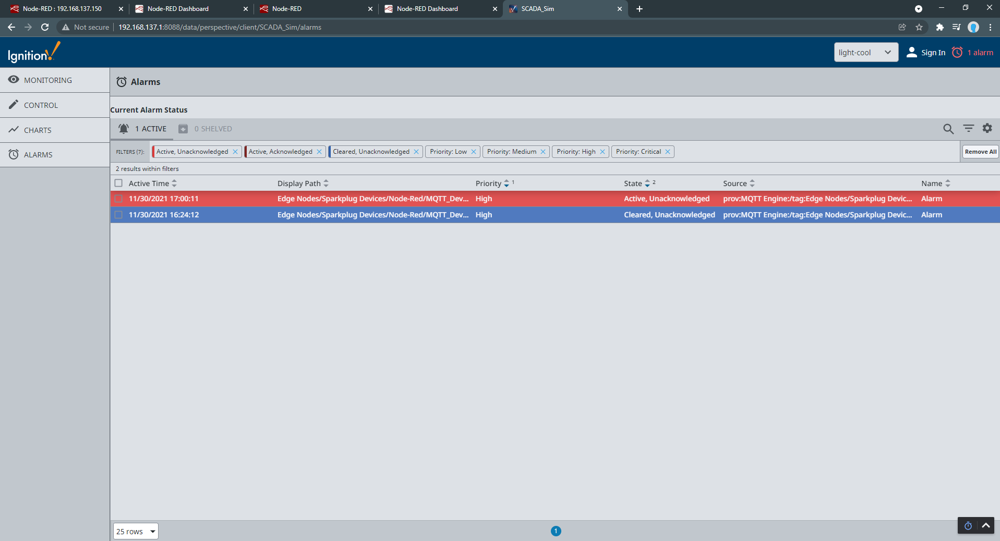 Node-RED : 192.168.137.150 Node-RED Dashboard Node-RED Node-RED Dashboard SCADA_Sim
Not secure 192.168.137.1:8088/data/perspective/client/SCADA_Sim/alarms
Ignition! light-cool Sign In 1 alarm
MONITORING
CONTROL
CHARTS
ALARMS
Alarms
Current Alarm Status
1 ACTIVE 0 SHELVED
FILTERS (7): Active, Unacknowledged Active, Acknowledged Cleared, Unacknowledged Priority: Low Priority: Medium Priority: High Priority: Critical Remove All
2 results within filters
Active Time Display Path Priority 1 State 2 Source Name
11/30/2021 17:00:11 Edge Nodes/Sparkplug Devices/Node-Red/MQTT_Dev... High Active, Unacknowledged prov:MQTT Engine:/tag:Edge Nodes/Sparkplug Devic... Alarm
11/30/2021 16:24:12 Edge Nodes/Sparkplug Devices/Node-Red/MQTT_Dev... High Cleared, Unacknowledged prov:MQTT Engine:/tag:Edge Nodes/Sparkplug Devic... Alarm
25 rows 1